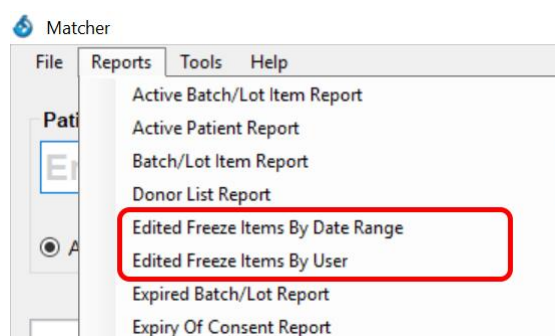 Matcher
File Reports Tools Help
Active Batch/Lot Item Report
Pati
Active Patient Report
Batch/Lot Item Report
Donor List Report
Edited Freeze Items By Date Range
Edited Freeze Items By User
Expired Batch/Lot Report
Expiry Of Consent Report